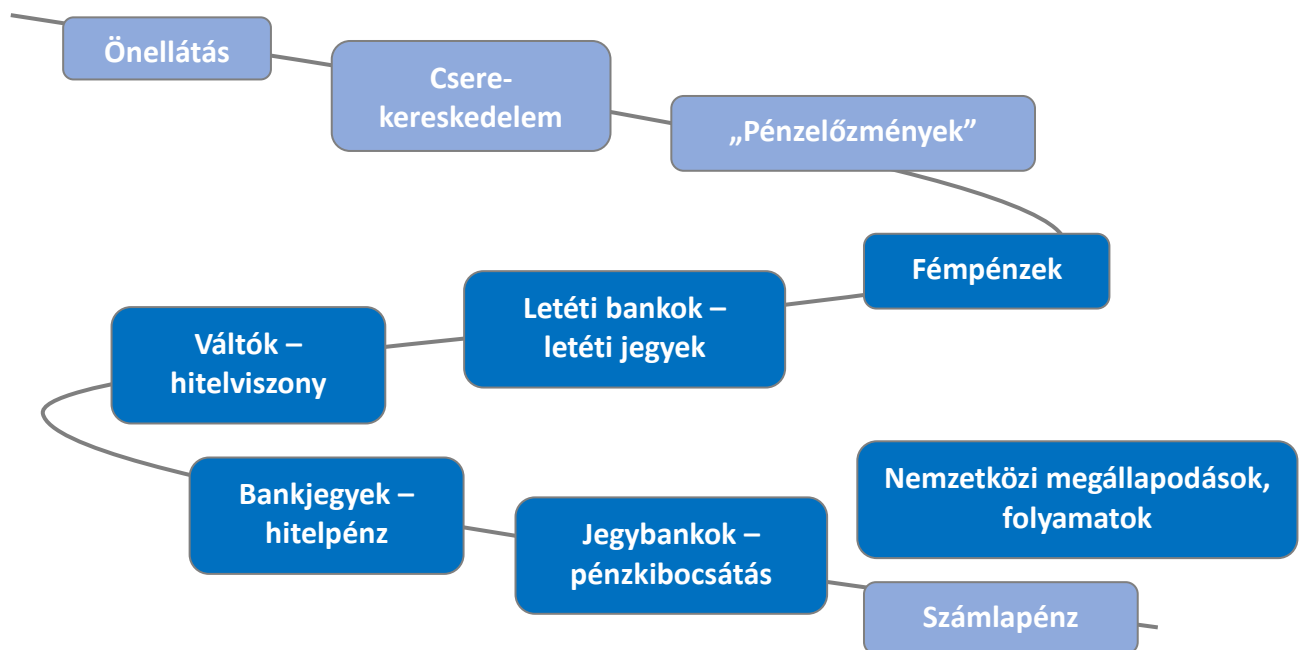 Önellátás
Csere-
kereskedelem
„Pénzelőzmények”
Fémpénzek
Letéti bankok –
letéti jegyek
Váltók –
hitelviszony
Bankjegyek –
hitelpénz
Jegybankok –
pénzkibocsátás
Nemzetközi megállapodások,
folyamatok
Számlapénz